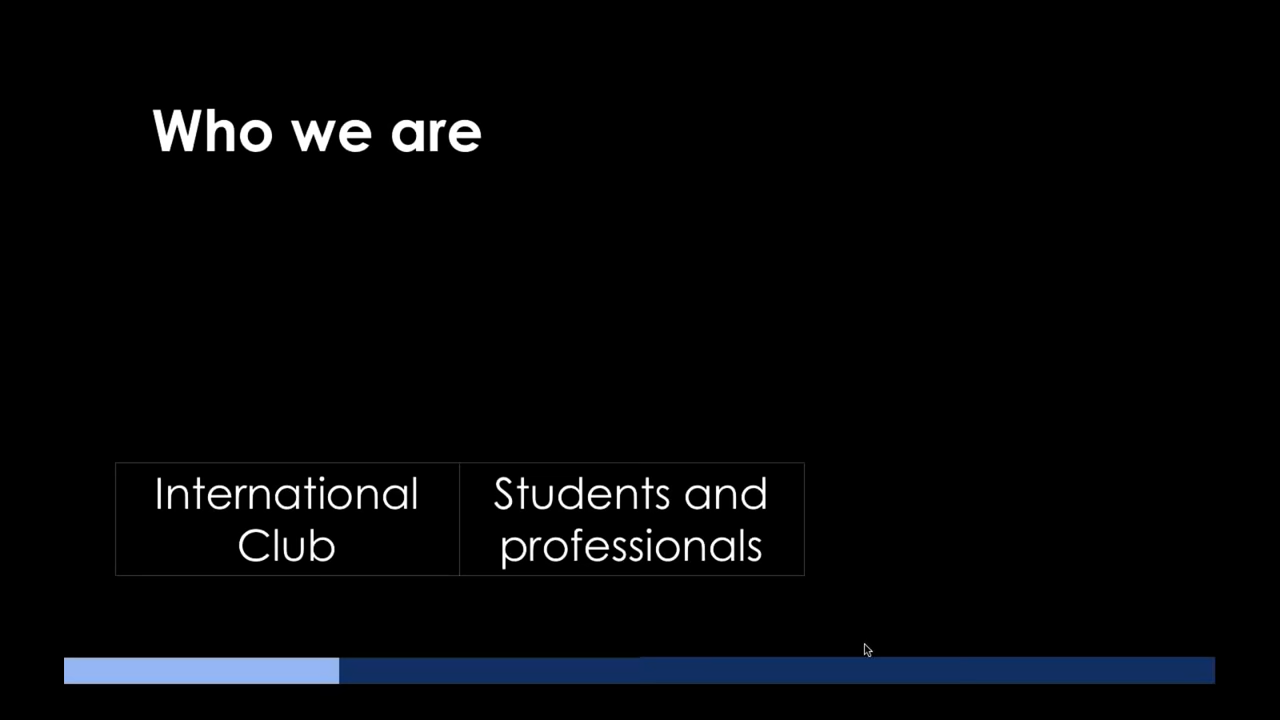 Who we are
International
Club
Students and
professionals